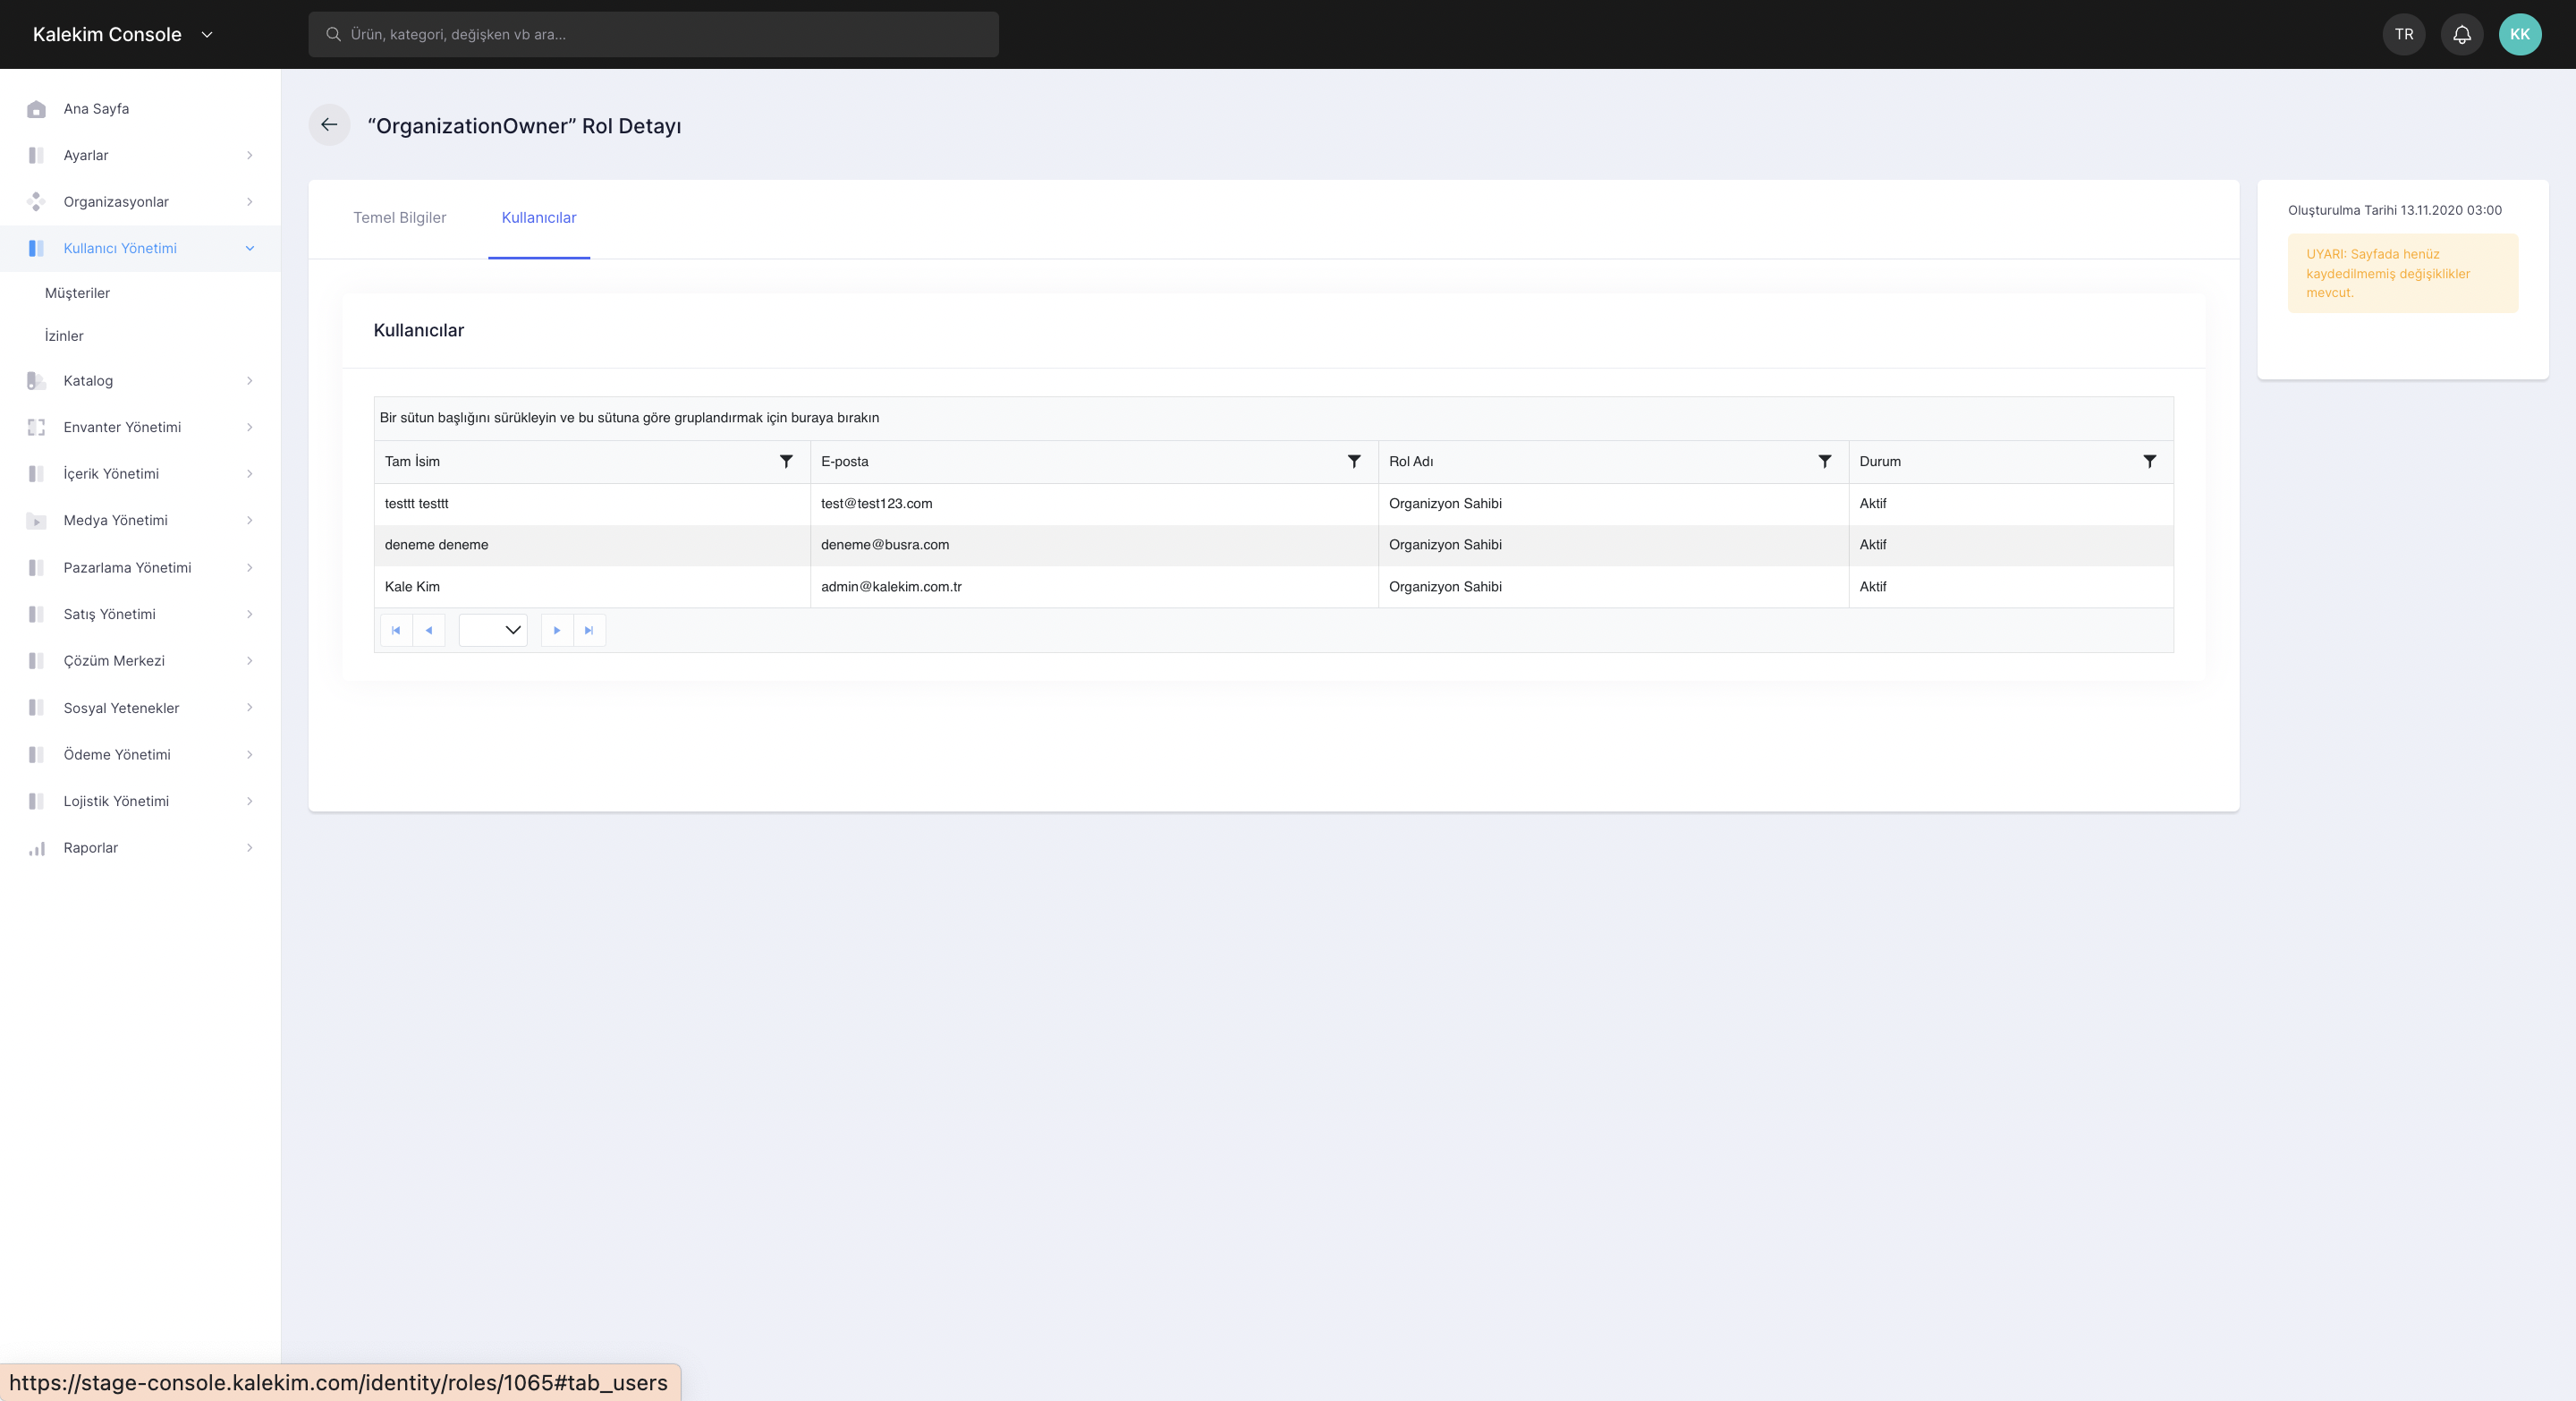 Kalekim Console
Ürün, kategori, değişken vb ara...
TR
KK
Ana Sayfa
Ayarlar
Organizasyonlar
Kullanıcı Yönetimi
Müşteriler
İzinler
Katalog
Envanter Yönetimi
İçerik Yönetimi
Medya Yönetimi
Pazarlama Yönetimi
Satış Yönetimi
Çözüm Merkezi
Sosyal Yetenekler
Ödeme Yönetimi
Lojistik Yönetimi
Raporlar
“OrganizationOwner” Rol Detayı
Temel Bilgiler
Kullanıcılar
Kullanıcılar
Bir sütun başlığını sürükleyin ve bu sütuna göre gruplandırmak için buraya bırakın
Tam İsim E-posta Rol Adı Durum
testtt testtt test@test123.com Organizyon Sahibi Aktif
deneme deneme deneme@busra.com Organizyon Sahibi Aktif
Kale Kim admin@kalekim.com.tr Organizyon Sahibi Aktif
Oluşturulma Tarihi 13.11.2020 03:00
UYARI: Sayfada henüz
kaydedilmemiş değişiklikler
mevcut.
https://stage-console.kalekim.com/identity/roles/1065#tab_users